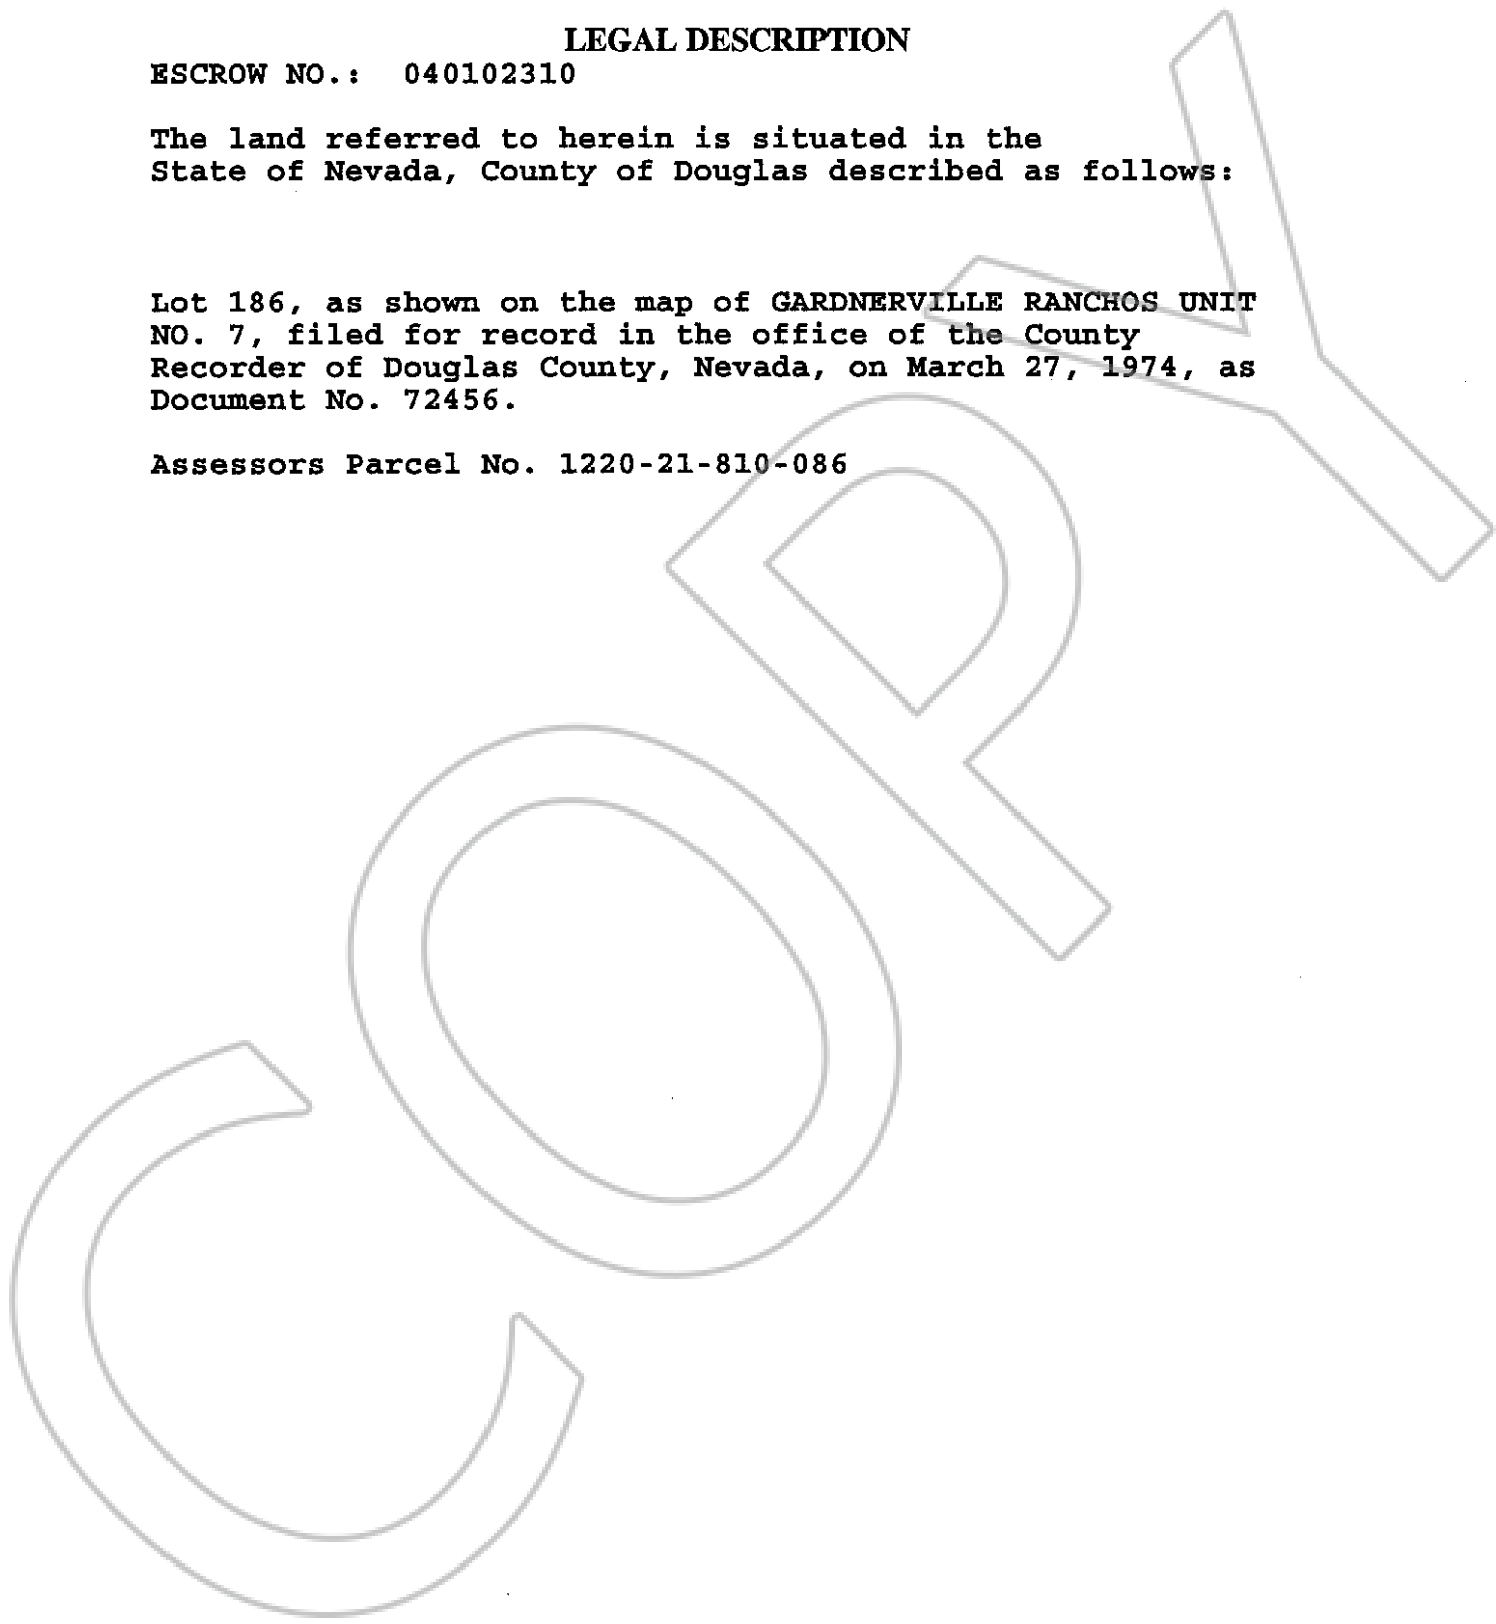 LEGAL DESCRIPTION
ESCROW NO.: 040102310
The land referred to herein is situated in the
State of Nevada, County of Douglas described as follows:
Lot 186, as shown on the map of GARDNERVILLE RANCHOS UNIT
NO. 7, filed for record in the office of the County
Recorder of Douglas County, Nevada, on March 27, 1974, as
Document No. 72456.
Assessors Parcel No. 1220-21-810-086
COPY